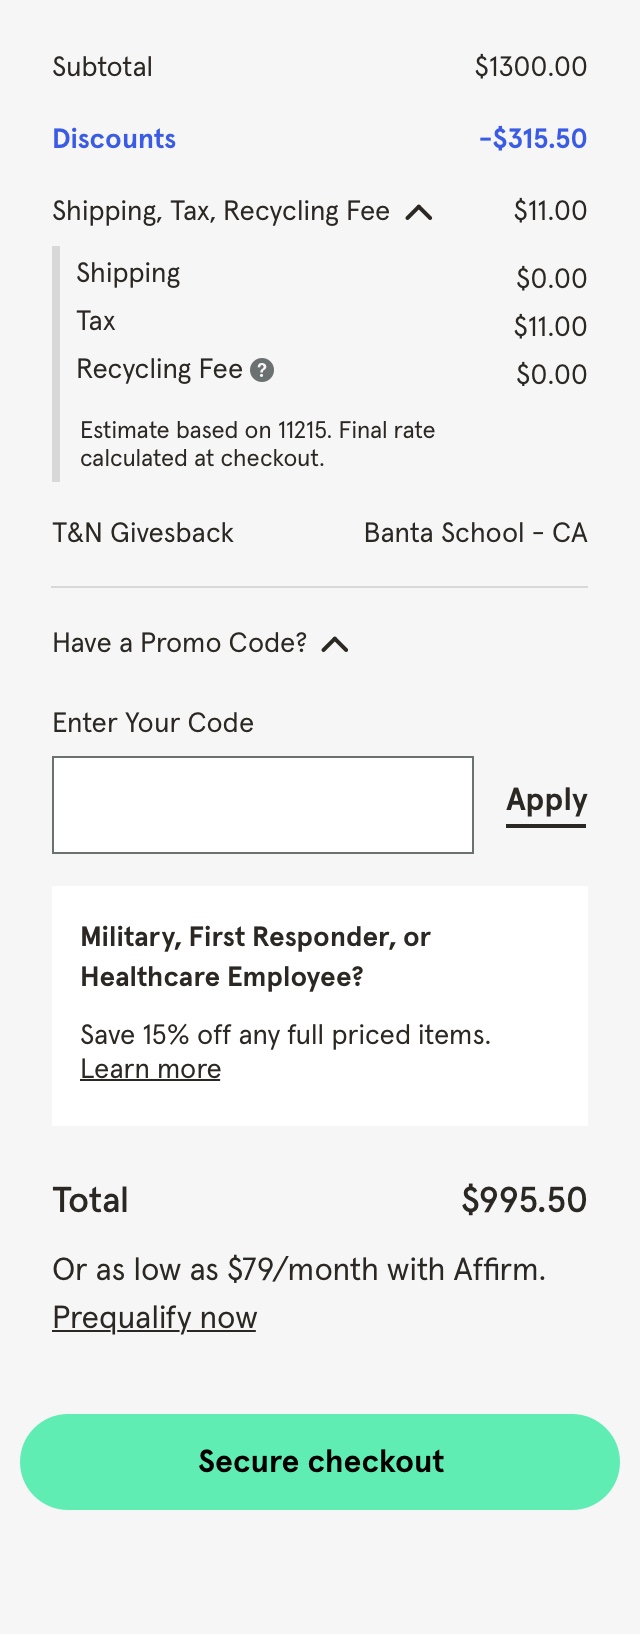 Subtotal $1300.00
Discounts -$315.50
Shipping, Tax, Recycling Fee $11.00
Shipping $0.00
Tax $11.00
Recycling Fee ? $0.00
Estimate based on 11215. Final rate
calculated at checkout.
T&N Givesback Banta School - CA
Have a Promo Code?
Enter Your Code
Apply
Military, First Responder, or
Healthcare Employee?
Save 15% off any full priced items.
Learn more
Total $995.50
Or as low as $79/month with Affirm.
Prequalify now
Secure checkout